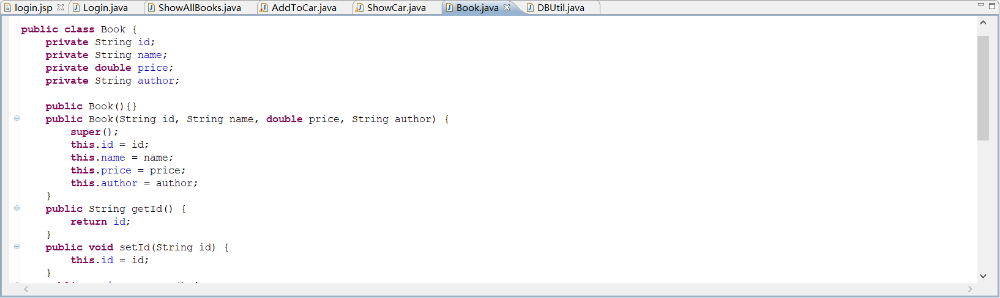 login.jsp Login.java ShowAllBooks.java AddToCar.java ShowCar.java Book.java DBUtil.java
public class Book {
    private String id;
    private String name;
    private double price;
    private String author;

    public Book(){}
    public Book(String id, String name, double price, String author) {
        super();
        this.id = id;
        this.name = name;
        this.price = price;
        this.author = author;
    }
    public String getId() {
        return id;
    }
    public void setId(String id) {
        this.id = id;
    }